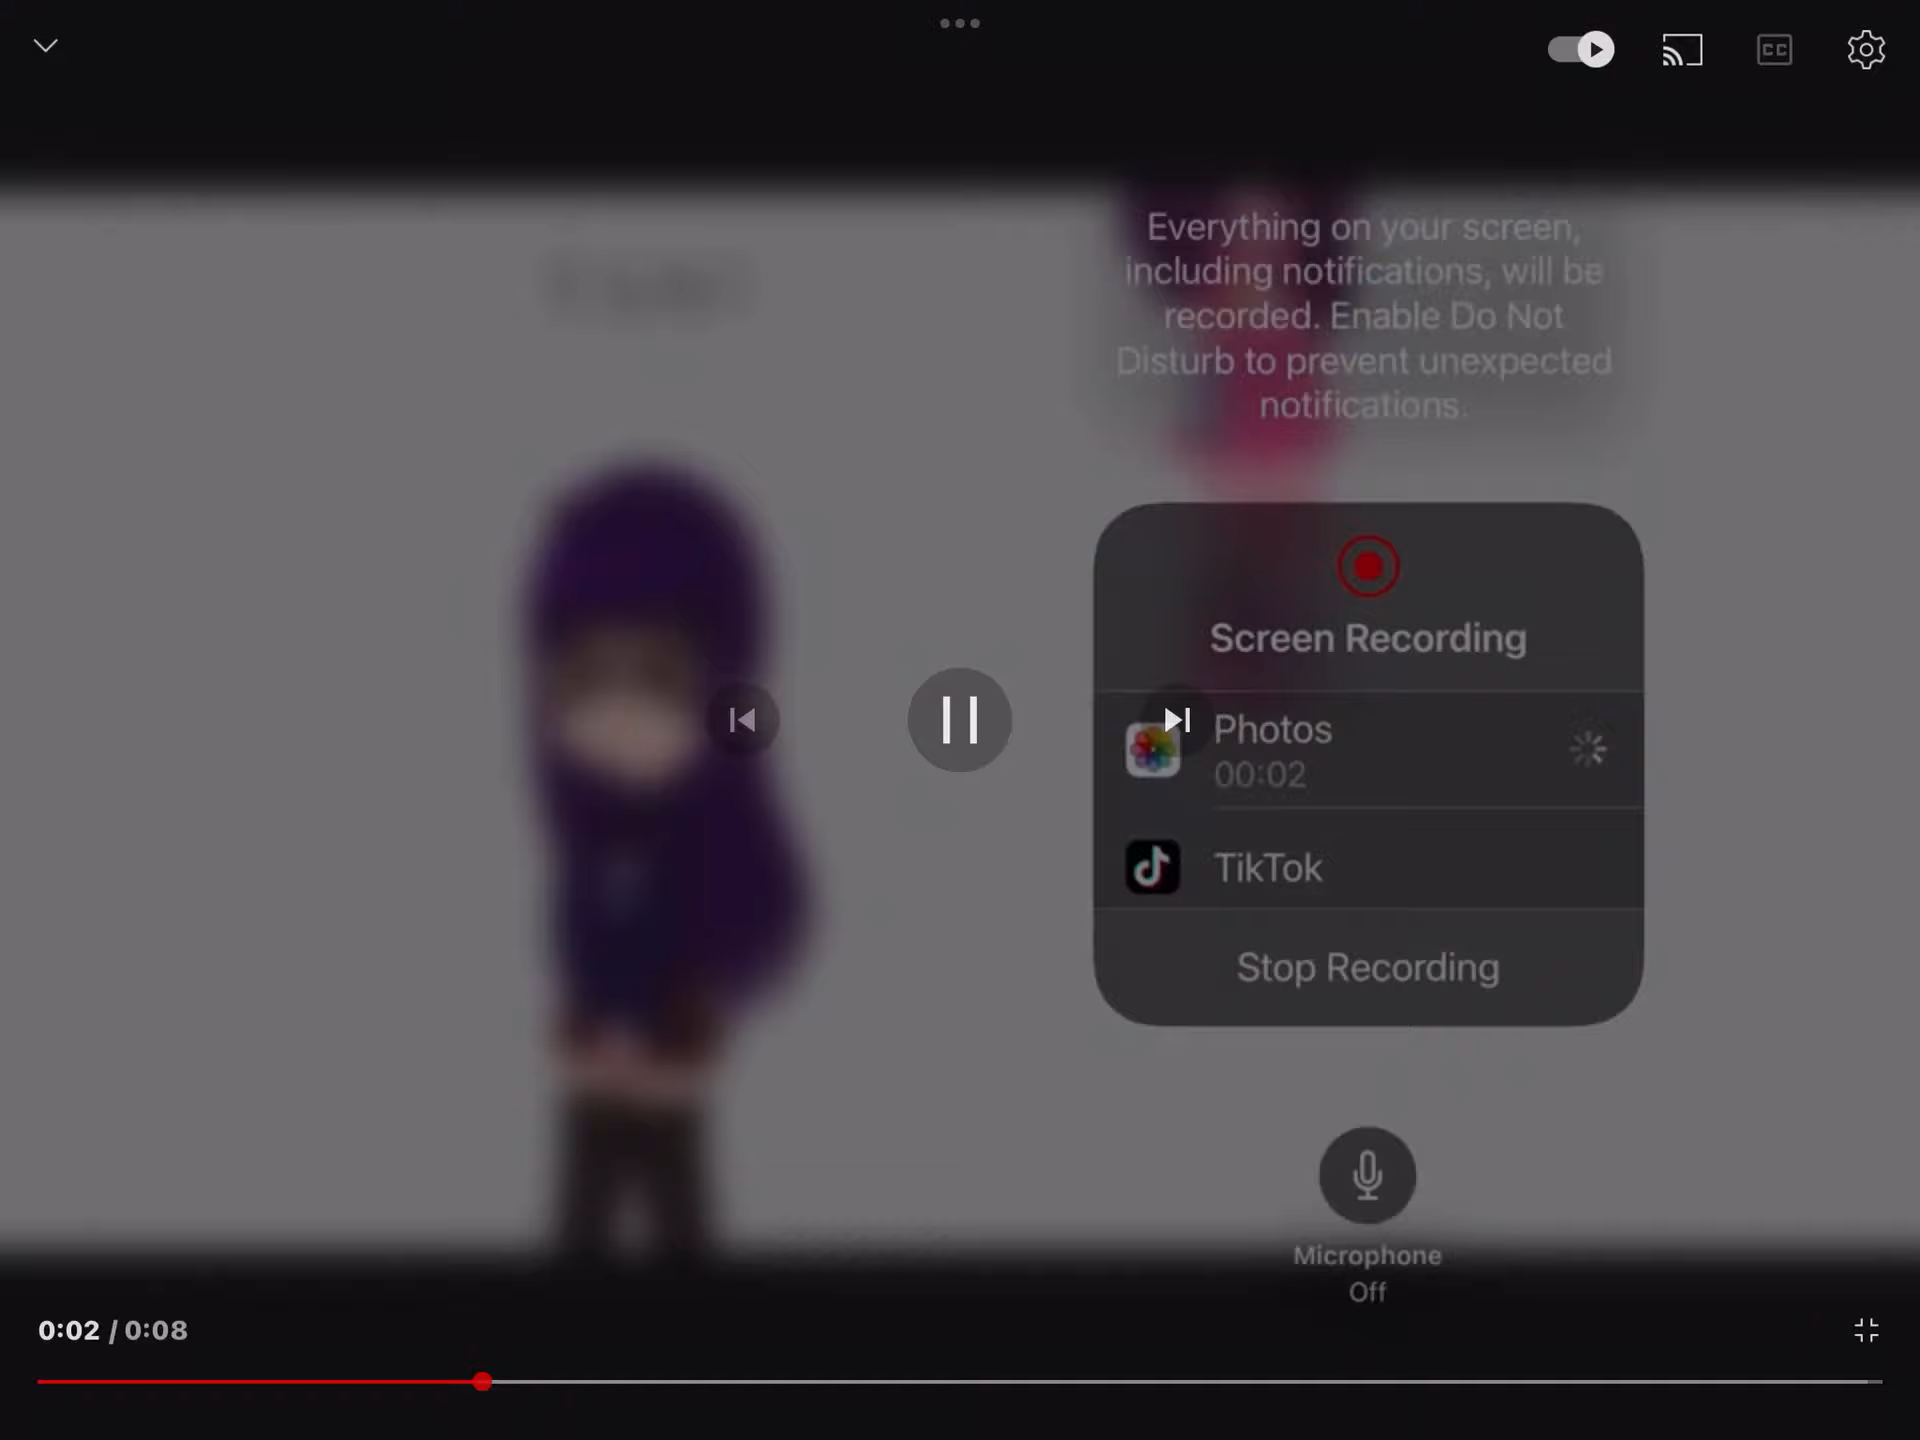 CC
Everything on your screen,
including notifications, will be
recorded. Enable Do Not
Disturb to prevent unexpected
notifications.
Screen Recording
Photos
00:02
TikTok
Stop Recording
Microphone
Off
0:02 / 0:08